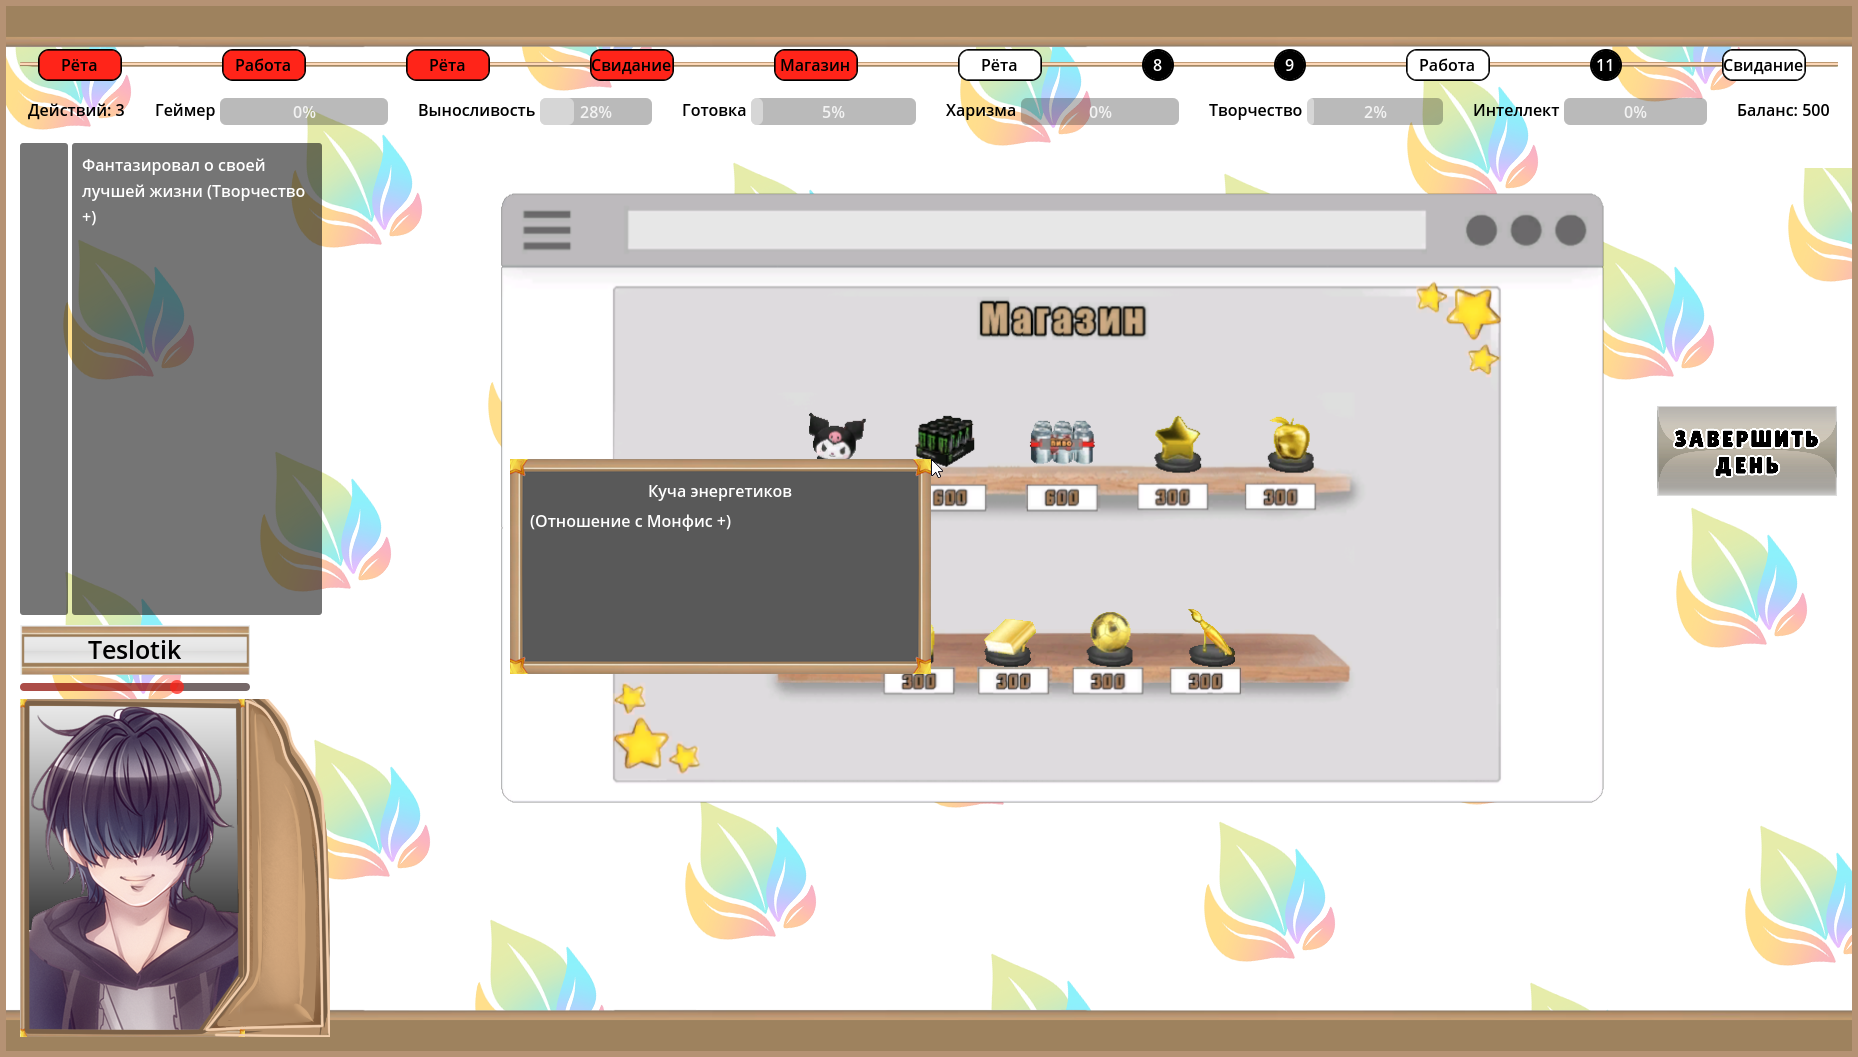 Рёта Работа Рёта Свидание Магазин Рёта 8 9 Работа 11 Свидание
Действий: 3 Геймер 0% Выносливость 28% Готовка 5% Харизма 0% Творчество 2% Интеллект 0% Баланс: 500
Фантазировал о своей
лучшей жизни (Творчество
+)
Магазин
ЗАВЕРШИТЬ
ДЕНЬ
Куча энергетиков
(Отношение с Монфис +)
600 600 300 300
300 300 300 300
Teslotik